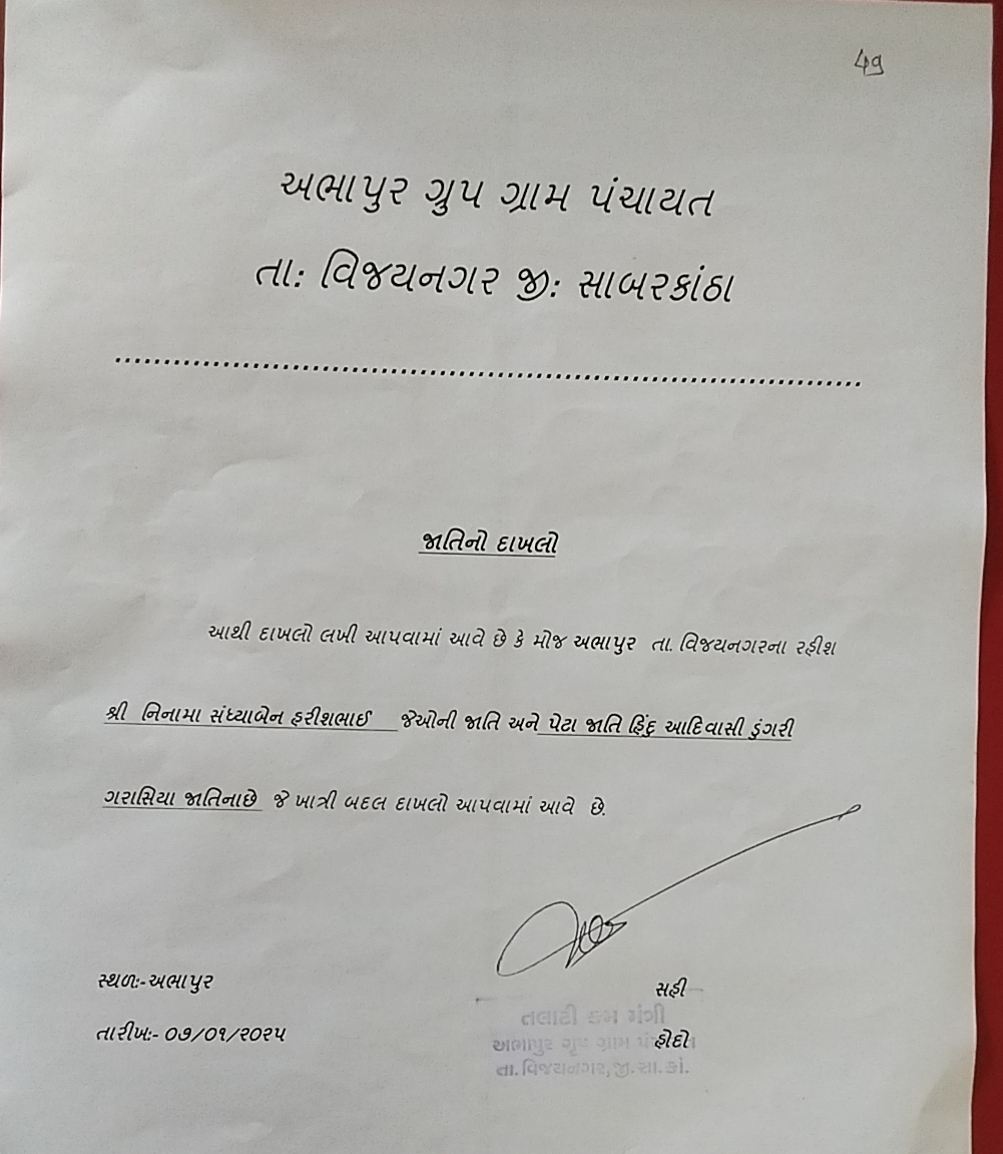 49
અભાપુર ગ્રુપ ગ્રામ પંચાયત
તા: વિજયનગર જી: સાબરકાંઠા
જાતિનો દાખલો
આથી દાખલો લખી આપવામાં આવે છે કે મોજ અભાપુર તા. વિજયનગરના રહીશ
શ્રી નિનામા સંધ્યાબેન હરીશભાઈ જેઓની જાતિ અને પેટા જાતિ હિંદુ આદિવાસી ડુંગરી
ગરાસિયા જાતિનાછે જે ખાત્રી બદલ દાખલો આપવામાં આવે છે.
સ્થળ:-અભાપુર
સહી
તારીખ:- ૦૭/૦૧/૨૦૨૫
હોદો
તલાટી કમ મંત્રી
અભાપુર ગૃપ ગ્રામ
તા. વિજયનગર, જી. સા. કાં.